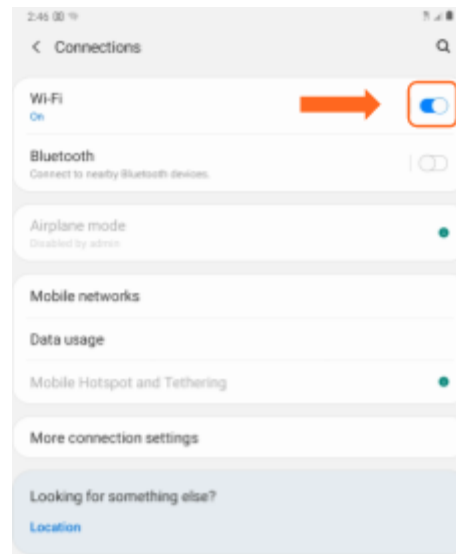 2:46
Connections
Wi-Fi
On
Bluetooth
Connect to nearby Bluetooth devices.
Airplane mode
Disabled by admin
Mobile networks
Data usage
Mobile Hotspot and Tethering
More connection settings
Looking for something else?
Location